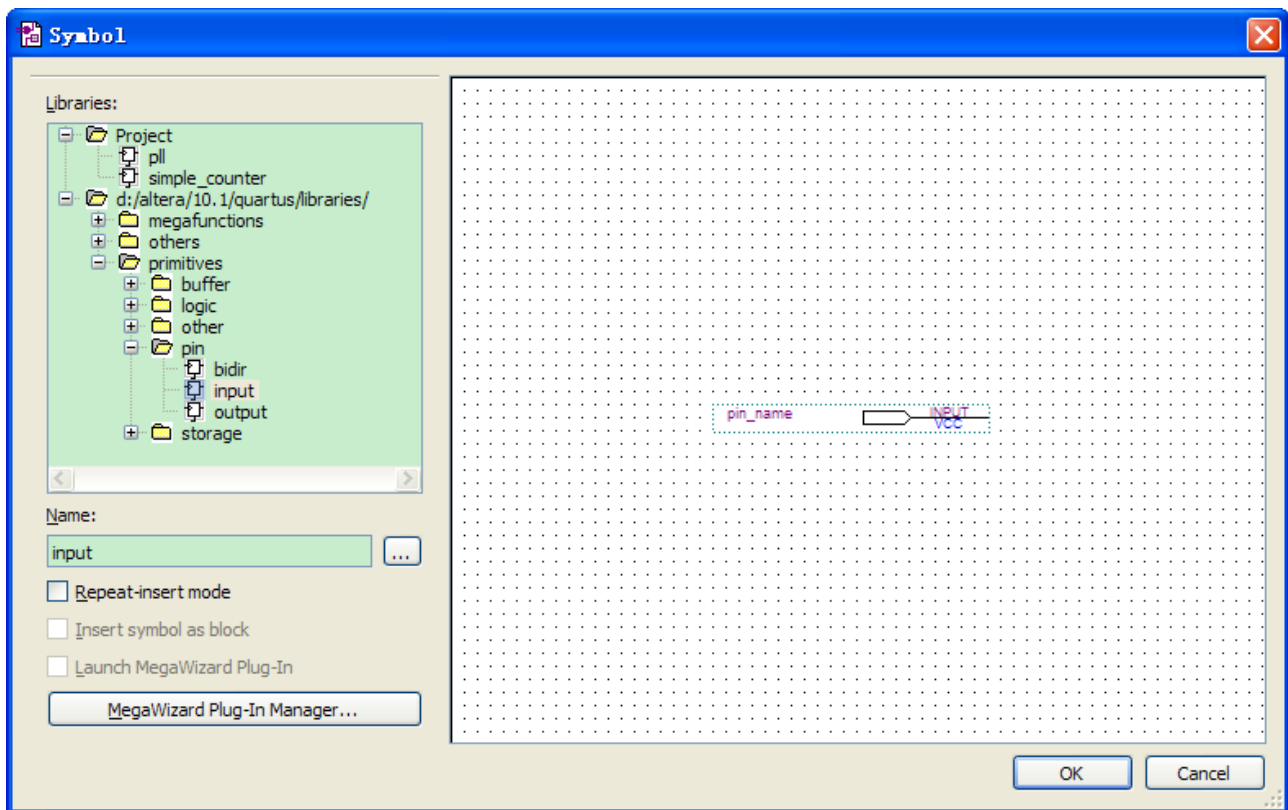 Symbol
Libraries:
Project
pll
simple_counter
d:/altera/10.1/quartus/libraries/
megafunctions
others
primitives
buffer
logic
other
pin
bidir
input
output
storage
Name:
input
...
Repeat-insert mode
Insert symbol as block
Launch MegaWizard Plug-In
MegaWizard Plug-In Manager...
pin_name
INPUT
VCC
OK
Cancel